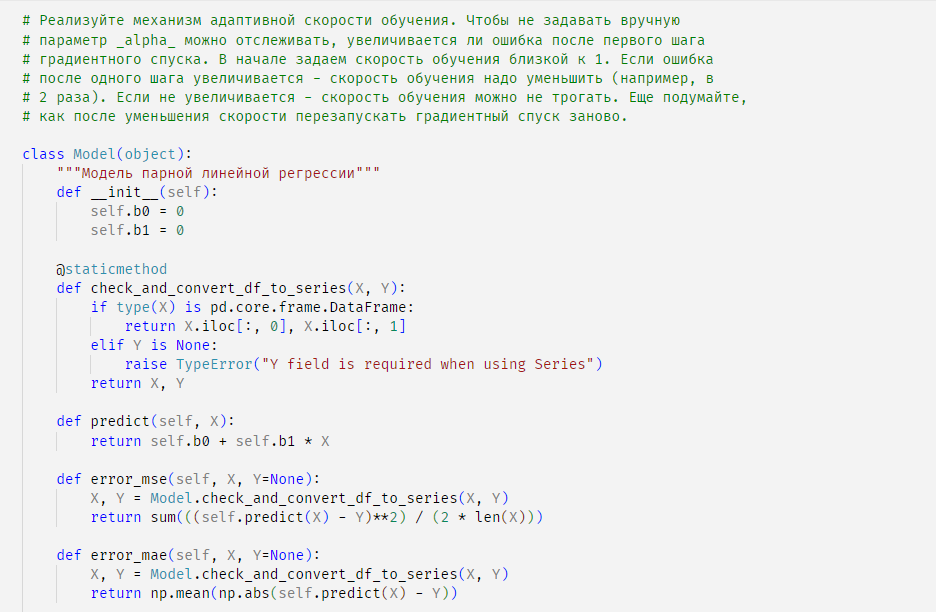 # Реализуйте механизм адаптивной скорости обучения. Чтобы не задавать вручную
# параметр _alpha_ можно отслеживать, увеличивается ли ошибка после первого шага
# градиентного спуска. В начале задаем скорость обучения близкой к 1. Если ошибка
# после одного шага увеличивается - скорость обучения надо уменьшить (например, в
# 2 раза). Если не увеличивается - скорость обучения можно не трогать. Еще подумайте,
# как после уменьшения скорости перезапускать градиентный спуск заново.

class Model(object):
    """Модель парной линейной регрессии"""
    def __init__(self):
        self.b0 = 0
        self.b1 = 0

    @staticmethod
    def check_and_convert_df_to_series(X, Y):
        if type(X) is pd.core.frame.DataFrame:
            return X.iloc[:, 0], X.iloc[:, 1]
        elif Y is None:
            raise TypeError("Y field is required when using Series")
        return X, Y

    def predict(self, X):
        return self.b0 + self.b1 * X

    def error_mse(self, X, Y=None):
        X, Y = Model.check_and_convert_df_to_series(X, Y)
        return sum(((self.predict(X) - Y)**2) / (2 * len(X)))

    def error_mae(self, X, Y=None):
        X, Y = Model.check_and_convert_df_to_series(X, Y)
        return np.mean(np.abs(self.predict(X) - Y))